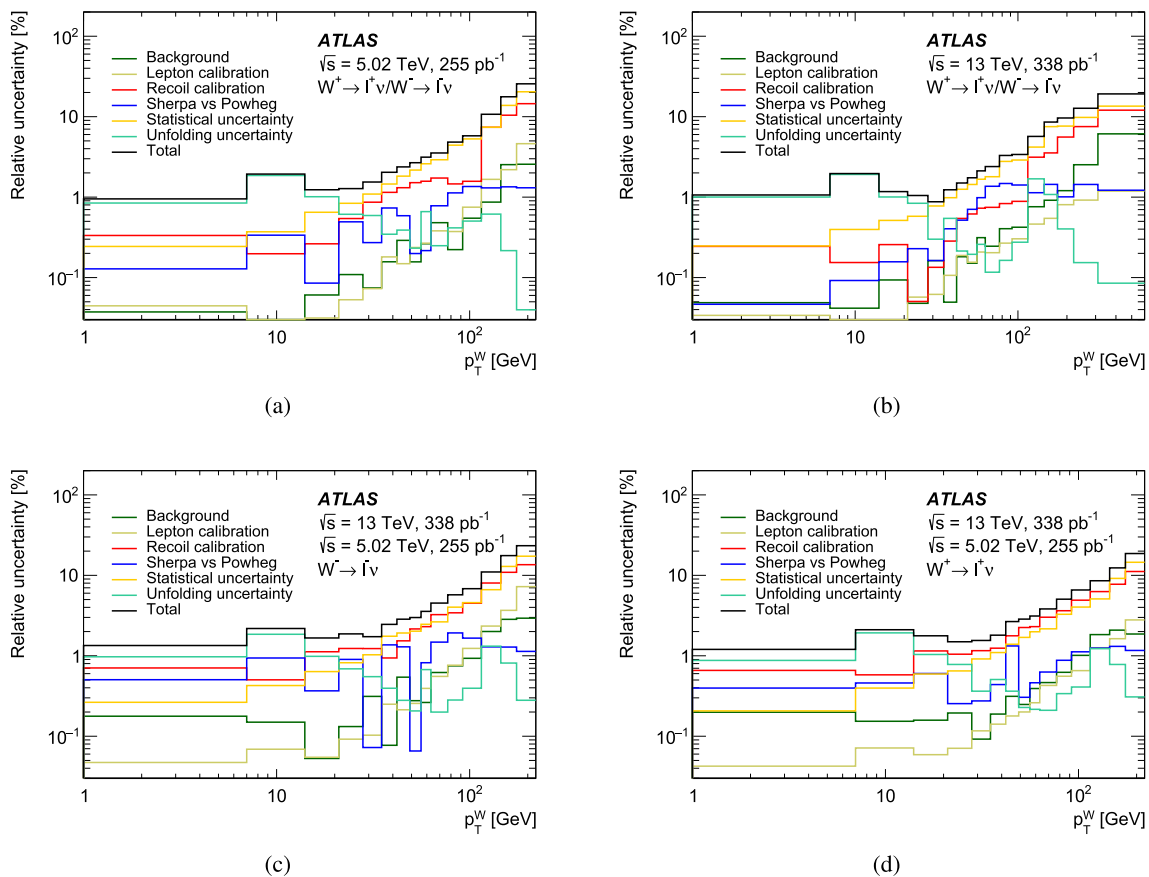 Relative uncertainty [%]
10²
10
1
10⁻¹
ATLAS
√s = 5.02 TeV, 255 pb⁻¹
W⁺ → l⁺ν/W⁻ → l⁻ν
Background
Lepton calibration
Recoil calibration
Sherpa vs Powheg
Statistical uncertainty
Unfolding uncertainty
Total
1 10 10²
p_T^W [GeV]
(a)
Relative uncertainty [%]
10²
10
1
10⁻¹
ATLAS
√s = 13 TeV, 338 pb⁻¹
W⁺ → l⁺ν/W⁻ → l⁻ν
Background
Lepton calibration
Recoil calibration
Sherpa vs Powheg
Statistical uncertainty
Unfolding uncertainty
Total
1 10 10²
p_T^W [GeV]
(b)
Relative uncertainty [%]
10²
10
1
10⁻¹
ATLAS
√s = 13 TeV, 338 pb⁻¹
√s = 5.02 TeV, 255 pb⁻¹
W⁻ → l⁻ν
Background
Lepton calibration
Recoil calibration
Sherpa vs Powheg
Statistical uncertainty
Unfolding uncertainty
Total
1 10 10²
p_T^W [GeV]
(c)
Relative uncertainty [%]
10²
10
1
10⁻¹
ATLAS
√s = 13 TeV, 338 pb⁻¹
√s = 5.02 TeV, 255 pb⁻¹
W⁺ → l⁺ν
Background
Lepton calibration
Recoil calibration
Sherpa vs Powheg
Statistical uncertainty
Unfolding uncertainty
Total
1 10 10²
p_T^W [GeV]
(d)